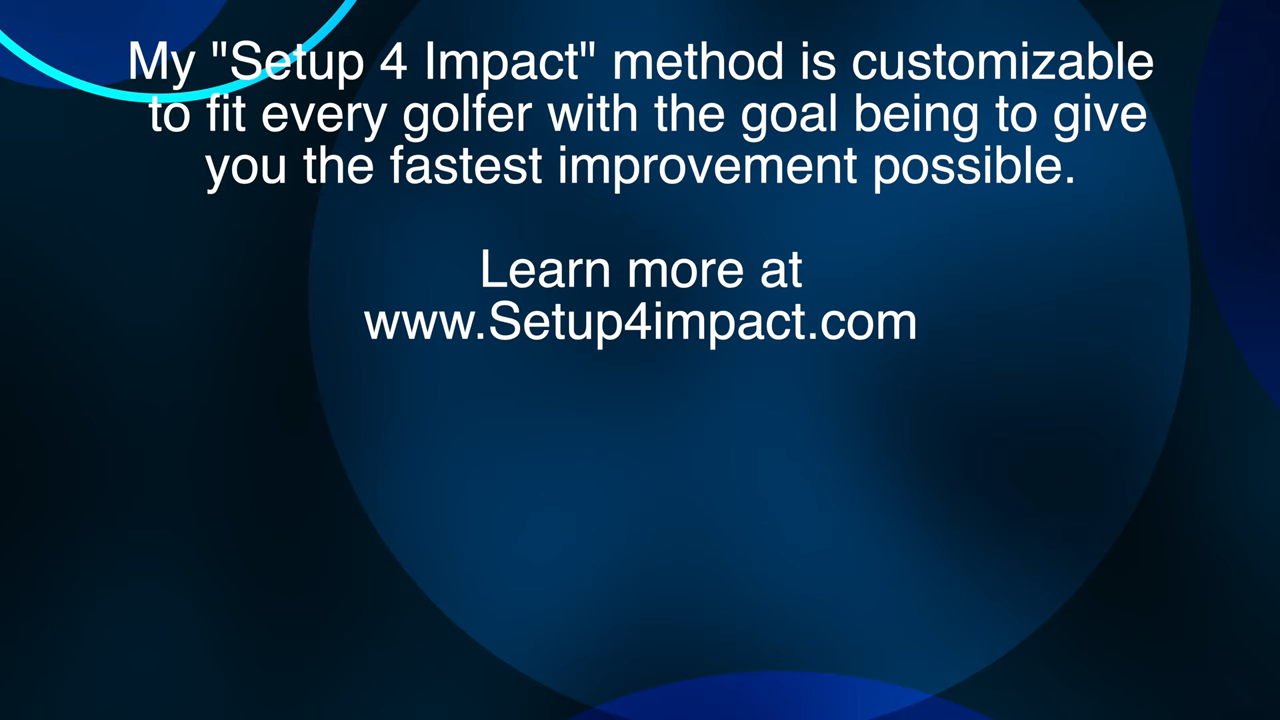 My "Setup 4 Impact" method is customizable
to fit every golfer with the goal being to give
you the fastest improvement possible.
Learn more at
www.Setup4impact.com